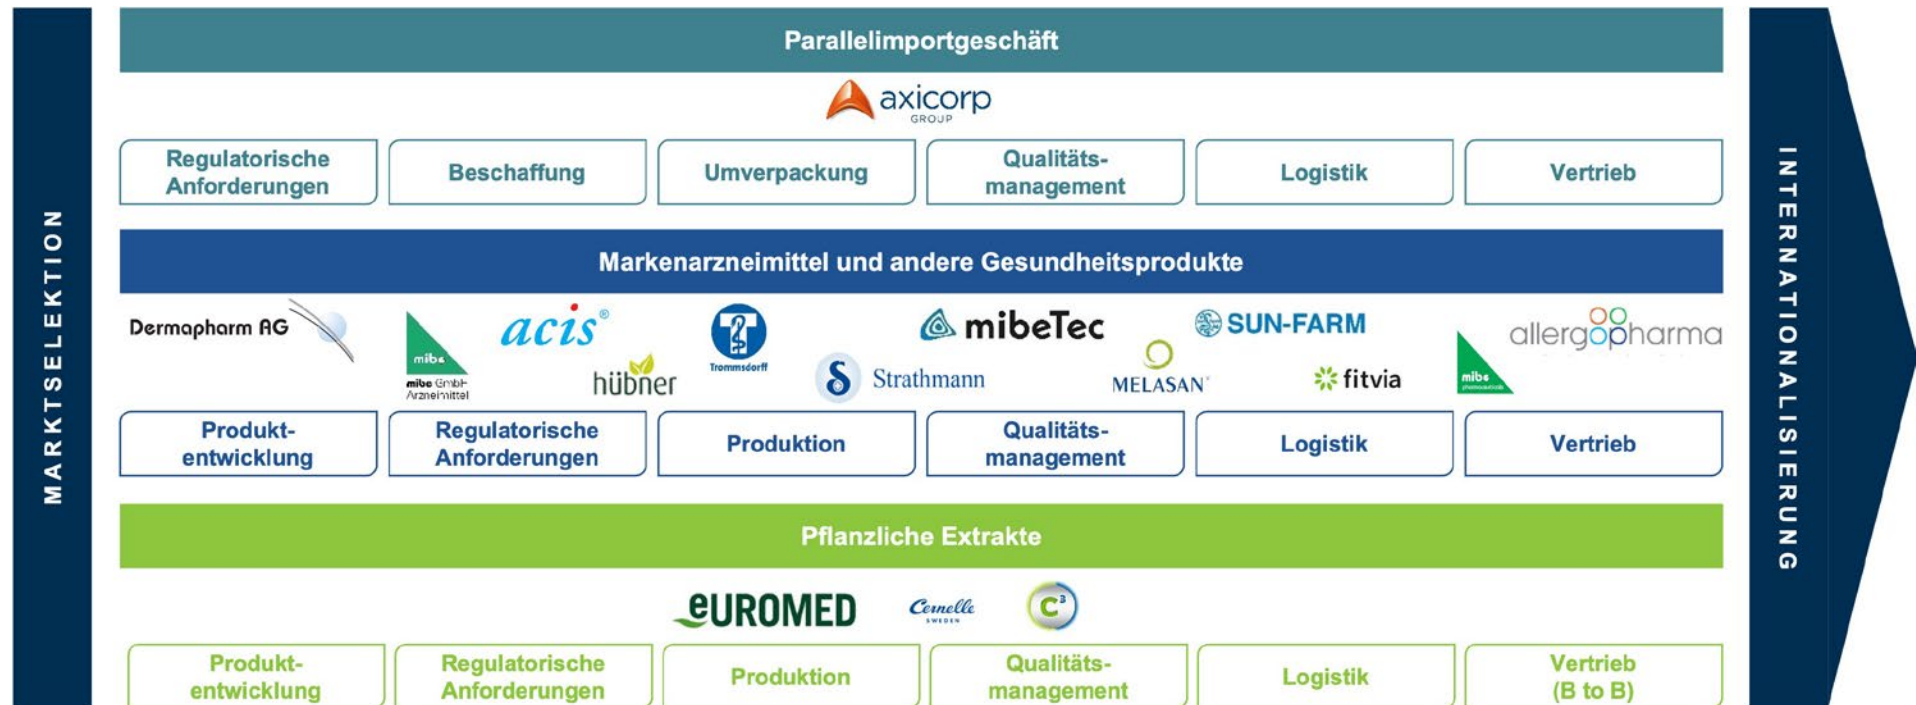 MARKTSELEKTION
Parallelimportgeschäft
axicorp
GROUP
Regulatorische
Anforderungen
Beschaffung
Umverpackung
Qualitäts-
management
Logistik
Vertrieb
Markenarzneimittel und andere Gesundheitsprodukte
Dermapharm AG
mibe
mibe GmbH
Arzneimittel
acis®
hübner
Trommsdorff
Strathmann
mibeTec
MELASAN®
SUN-FARM
fitvia
mibe
pharmaceuticals
allergopharma
Produkt-
entwicklung
Regulatorische
Anforderungen
Produktion
Qualitäts-
management
Logistik
Vertrieb
Pflanzliche Extrakte
eUROMED
Cernelle
SWEDEN
C³
Produkt-
entwicklung
Regulatorische
Anforderungen
Produktion
Qualitäts-
management
Logistik
Vertrieb
(B to B)
INTERNATIONALISIERUNG